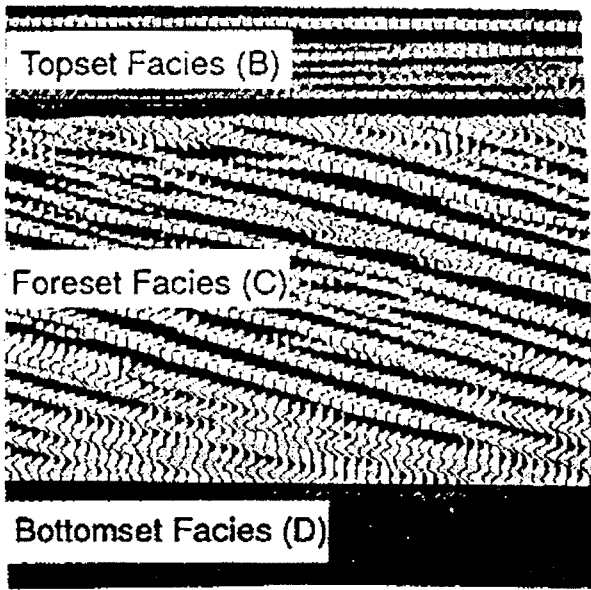 Topset Facies (B)
Foreset Facies (C)
Bottomset Facies (D)